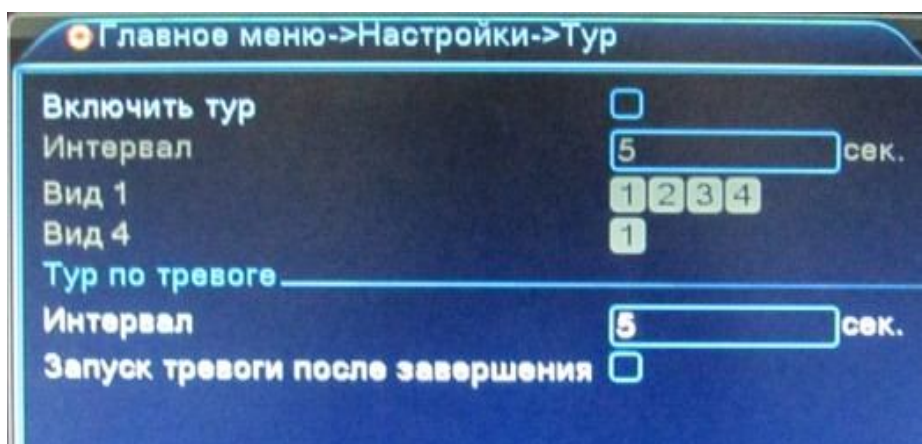 Главное меню->Настройки->Тур
Включить тур
Интервал 5 сек.
Вид 1 1 2 3 4
Вид 4 1
Тур по тревоге
Интервал 5 сек.
Запуск тревоги после завершения